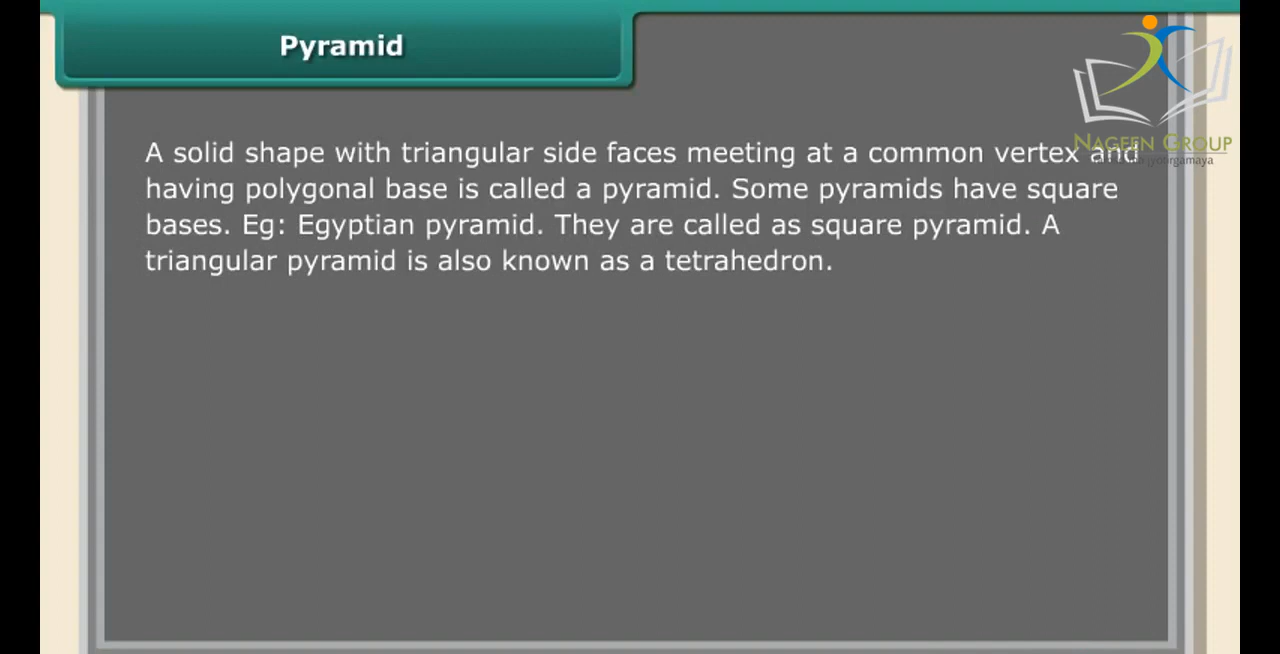 Pyramid
NAGEEN GROUP
A solid shape with triangular side faces meeting at a common vertex and
having polygonal base is called a pyramid. Some pyramids have square
bases. Eg: Egyptian pyramid. They are called as square pyramid. A
triangular pyramid is also known as a tetrahedron.